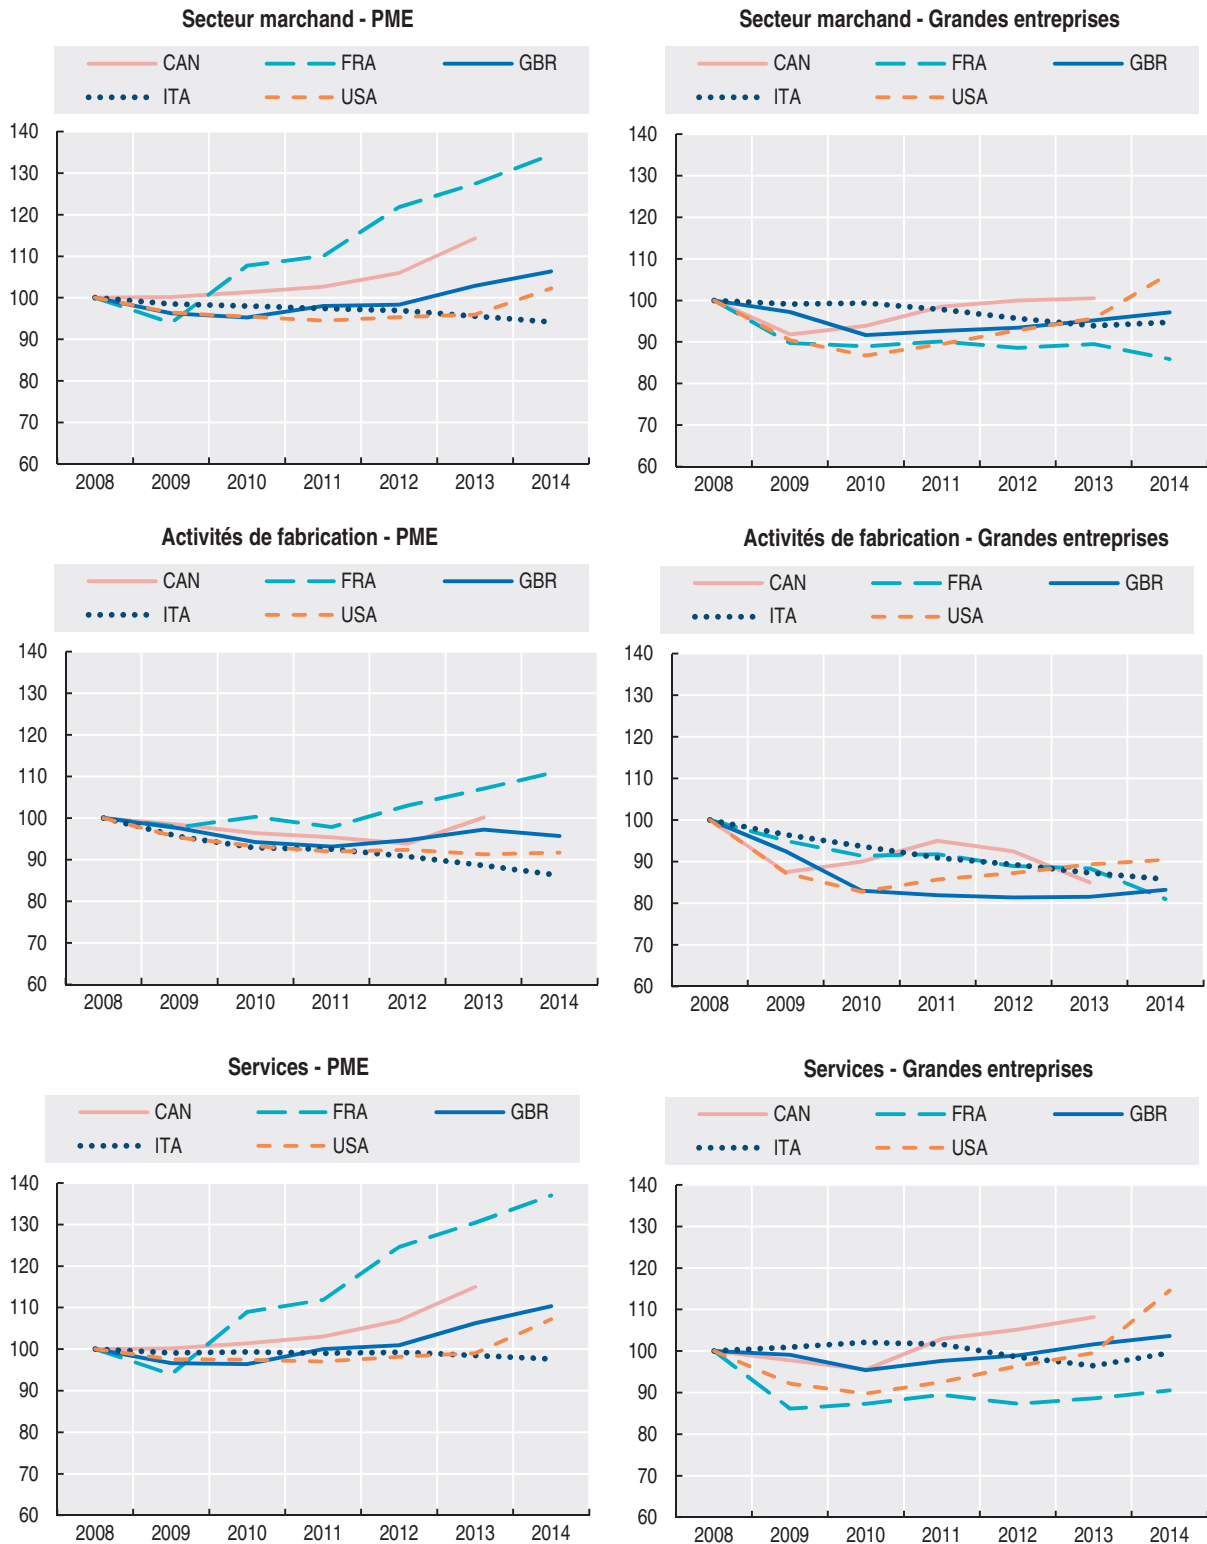 Secteur marchand - PME
CAN FRA GBR
ITA USA
140
130
120
110
100
90
80
70
60
2008 2009 2010 2011 2012 2013 2014
Secteur marchand - Grandes entreprises
CAN FRA GBR
ITA USA
140
130
120
110
100
90
80
70
60
2008 2009 2010 2011 2012 2013 2014
Activités de fabrication - PME
CAN FRA GBR
ITA USA
140
130
120
110
100
90
80
70
60
2008 2009 2010 2011 2012 2013 2014
Activités de fabrication - Grandes entreprises
CAN FRA GBR
ITA USA
140
130
120
110
100
90
80
70
60
2008 2009 2010 2011 2012 2013 2014
Services - PME
CAN FRA GBR
ITA USA
140
130
120
110
100
90
80
70
60
2008 2009 2010 2011 2012 2013 2014
Services - Grandes entreprises
CAN FRA GBR
ITA USA
140
130
120
110
100
90
80
70
60
2008 2009 2010 2011 2012 2013 2014